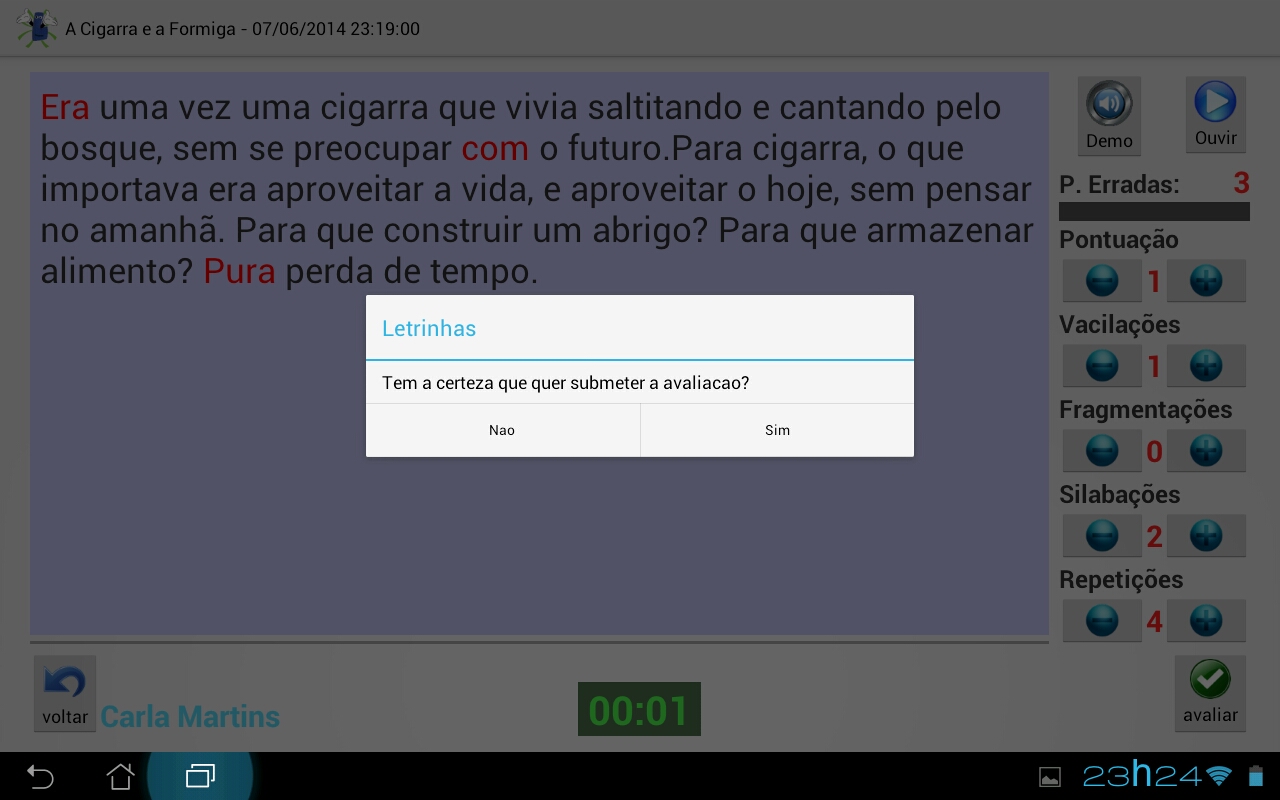 A Cigarra e a Formiga - 07/06/2014 23:19:00
Era uma vez uma cigarra que vivia saltitando e cantando pelo
bosque, sem se preocupar com o futuro.Para cigarra, o que
importava era aproveitar a vida, e aproveitar o hoje, sem pensar
no amanhã. Para que construir um abrigo? Para que armazenar
alimento? Pura perda de tempo.
Demo
Ouvir
P. Erradas: 3
Pontuação
1
Vacilações
1
Fragmentações
0
Silabações
2
Repetições
4
Letrinhas
Tem a certeza que quer submeter a avaliacao?
Nao
Sim
voltar
Carla Martins
00:01
avaliar
23h24